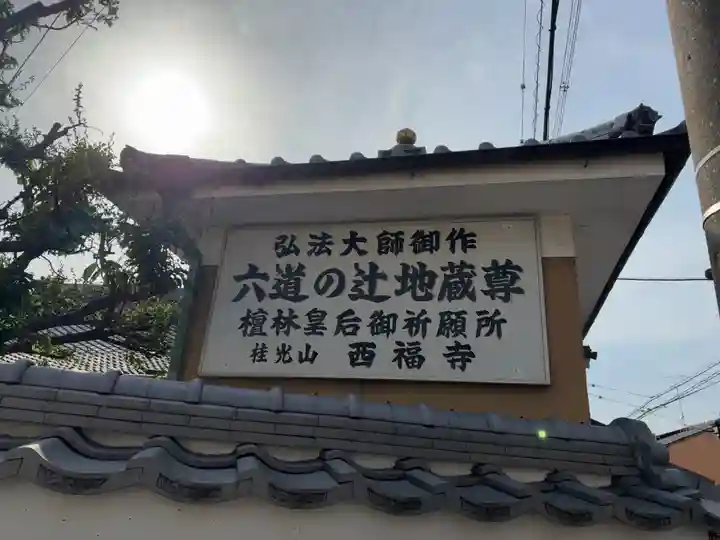 弘法大師御作
六道の辻地蔵尊
檀林皇后御祈願所
桂光山 西福寺